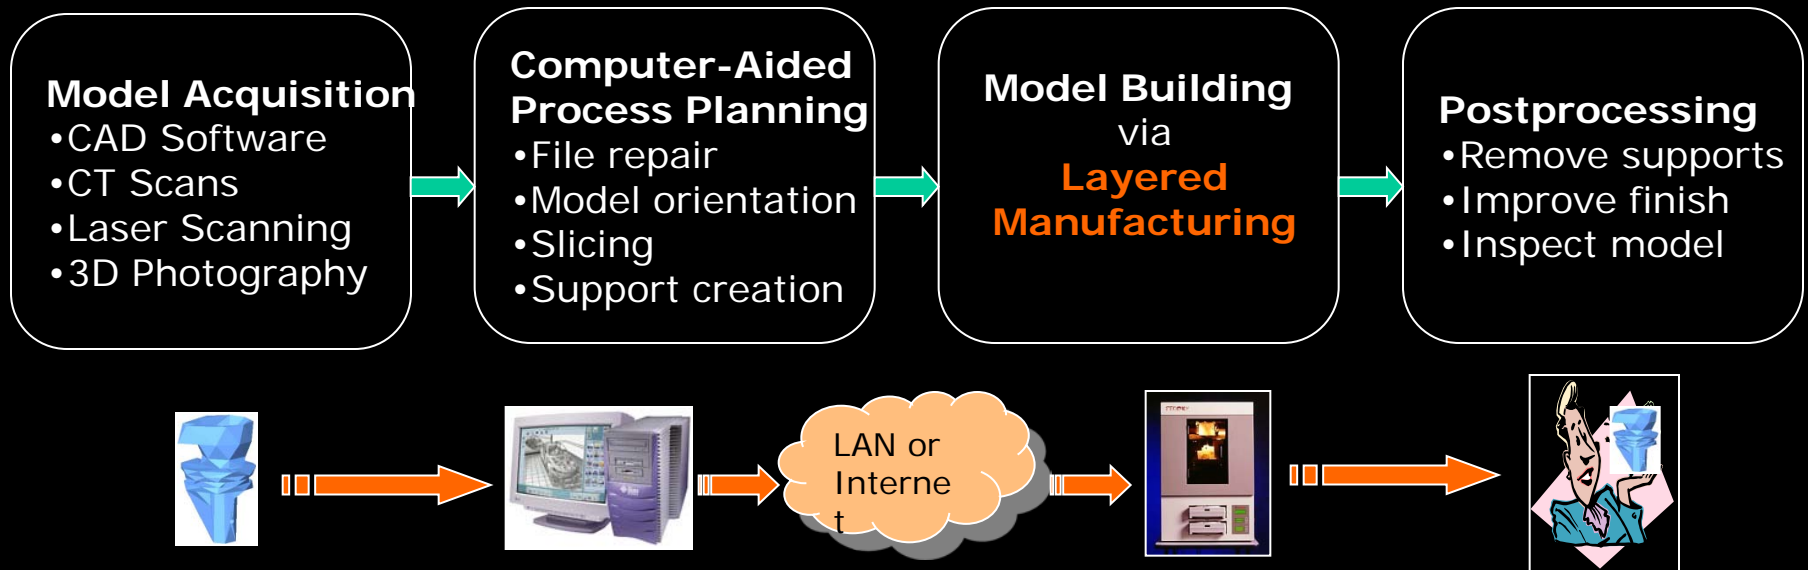 Model Acquisition
•CAD Software
•CT Scans
•Laser Scanning
•3D Photography
Computer-Aided
Process Planning
•File repair
•Model orientation
•Slicing
•Support creation
Model Building
via
Layered
Manufacturing
Postprocessing
•Remove supports
•Improve finish
•Inspect model
LAN or
Interne
t